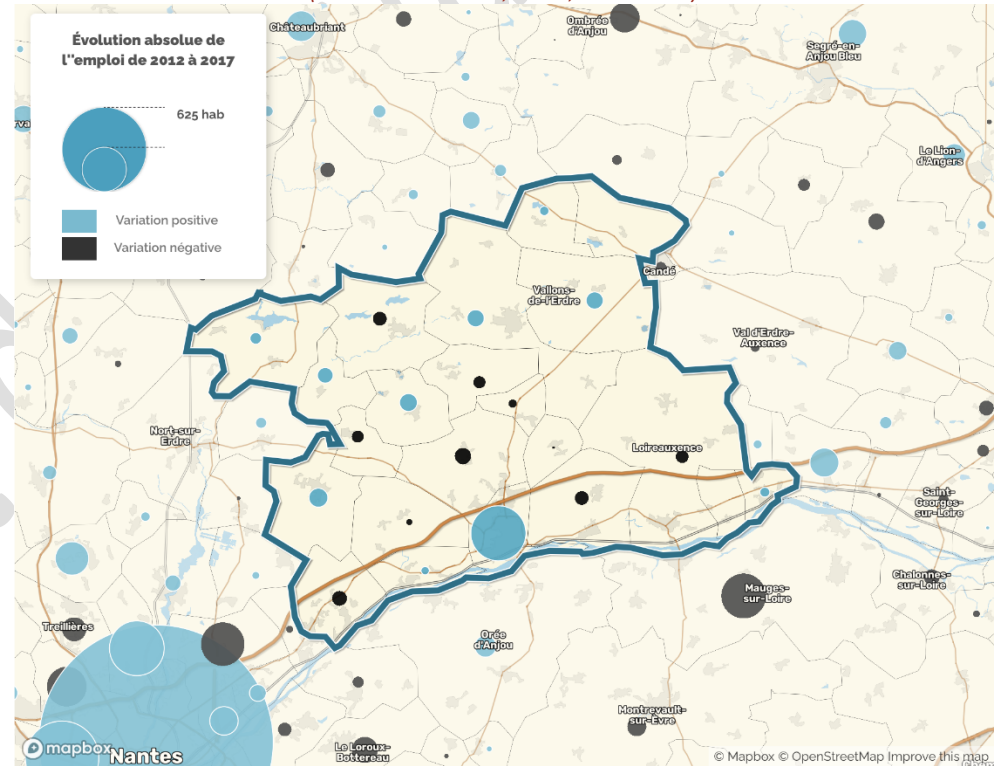 Châteaubriant
Ombrée
d'Anjou
Segré-en-
Anjou Bleu
Évolution absolue de
l''emploi de 2012 à 2017
625 hab
Variation positive
Variation négative
Le Lion-
d'Angers
Candé
Vallons-
de-l'Erdre
Val d'Erdre-
Auxence
Nort-sur-
Erdre
Loireauxence
Saint-
Georges-
sur-Loire
Chalonnes-
sur-Loire
Mauges-
sur-Loire
Treillières
Orée
d'Anjou
Montrevault-
sur-Èvre
Le Loroux-
Bottereau
mapbox
Nantes
© Mapbox © OpenStreetMap Improve this map